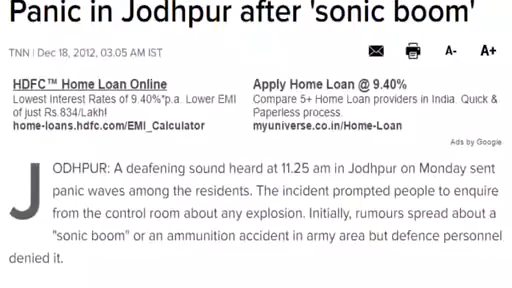 Panic in Jodhpur after 'sonic boom'
TNN | Dec 18, 2012, 03.05 AM IST
A- A+
HDFC™ Home Loan Online
Lowest Interest Rates of 9.40%*p.a. Lower EMI
of just Rs.834/Lakh!
home-loans.hdfc.com/EMI_Calculator
Apply Home Loan @ 9.40%
Compare 5+ Home Loan providers in India. Quick &
Paperless process.
myuniverse.co.in/Home-Loan
Ads by Google
JODHPUR: A deafening sound heard at 11.25 am in Jodhpur on Monday sent
panic waves among the residents. The incident prompted people to enquire
from the control room about any explosion. Initially, rumours spread about a
"sonic boom" or an ammunition accident in army area but defence personnel
denied it.